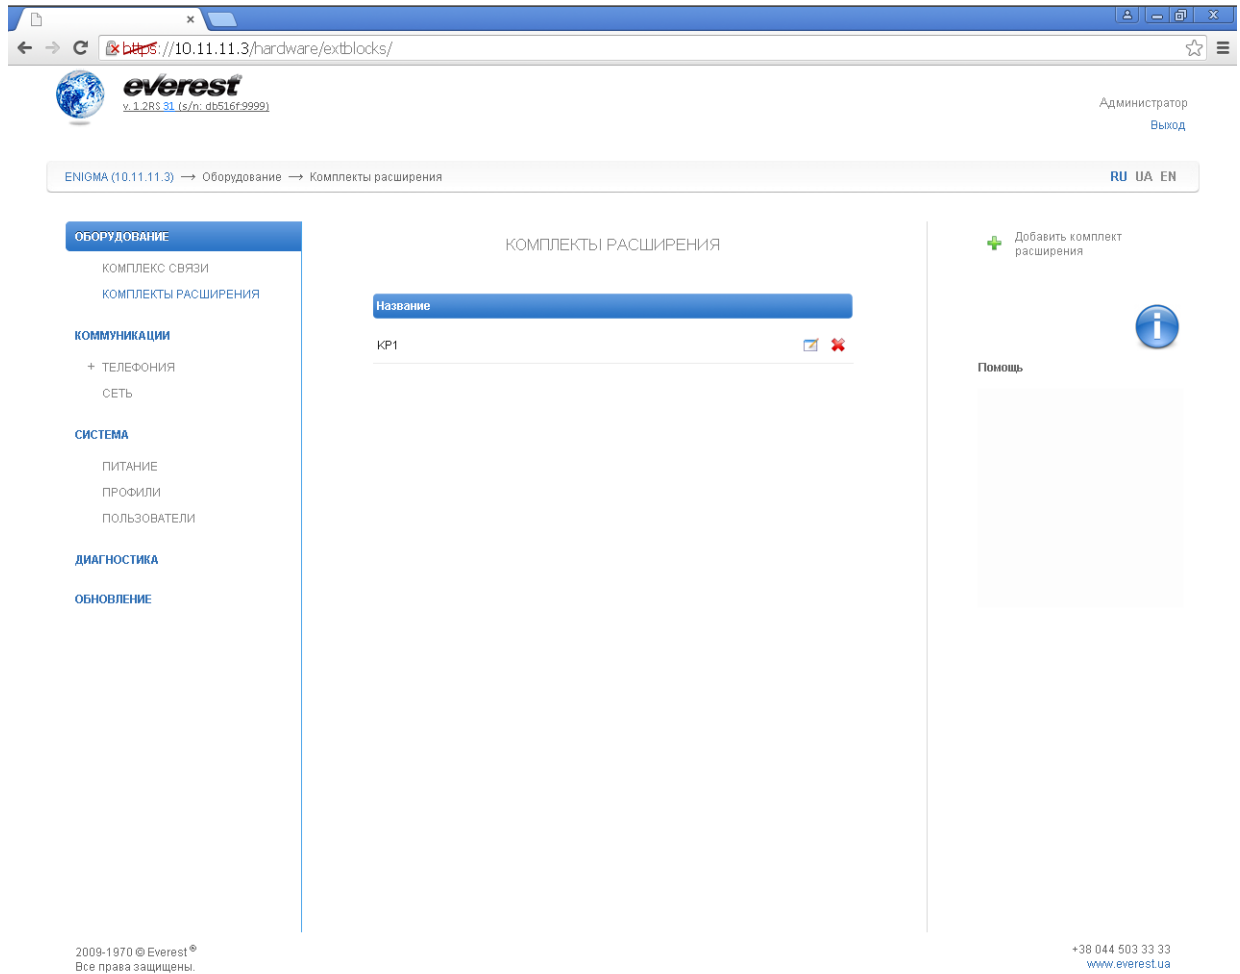 https://10.11.11.3/hardware/extblocks/
everest
v. 1.2RS 31 (s/n: db516f:9999)
Администратор
Выход
ENIGMA (10.11.11.3) → Оборудование → Комплекты расширения
RU UA EN
ОБОРУДОВАНИЕ
КОМПЛЕКС СВЯЗИ
КОМПЛЕКТЫ РАСШИРЕНИЯ
КОММУНИКАЦИИ
+ ТЕЛЕФОНИЯ
СЕТЬ
СИСТЕМА
ПИТАНИЕ
ПРОФИЛИ
ПОЛЬЗОВАТЕЛИ
ДИАГНОСТИКА
ОБНОВЛЕНИЕ
КОМПЛЕКТЫ РАСШИРЕНИЯ
Название
KP1
Добавить комплект
расширения
Помощь
2009-1970 © Everest ®
Все права защищены.
+38 044 503 33 33
www.everest.ua